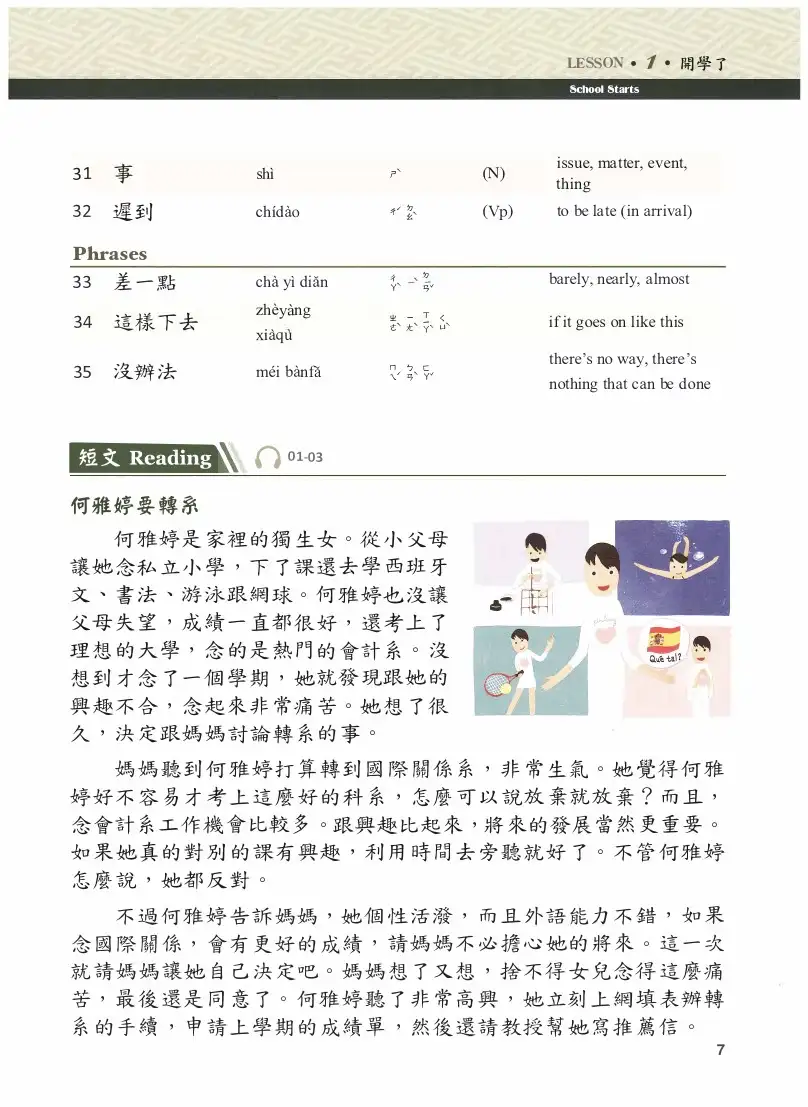 LESSON • 1 • 開學了
School Starts
31 事 shì ㄕˋ (N) issue, matter, event, thing
32 遲到 chídào ㄔˊ ㄉㄠˋ (Vp) to be late (in arrival)
Phrases
33 差一點 chà yì diǎn ㄔㄚˋ ㄧˋ ㄉㄧㄢˇ barely, nearly, almost
34 這樣下去 zhèyàng xiàqù ㄓㄜˋ ㄧㄤˋ ㄒㄧㄚˋ ㄑㄩˋ if it goes on like this
35 沒辦法 méi bànfǎ ㄇㄟˊ ㄅㄢˋ ㄈㄚˇ there's no way, there's nothing that can be done
短文 Reading 01-03
何雅婷要轉系
何雅婷是家裡的獨生女。從小父母
讓她念私立小學，下了課還去學西班牙
文、書法、游泳跟網球。何雅婷也沒讓
父母失望，成績一直都很好，還考上了
理想的大學，念的是熱門的會計系。沒
想到才念了一個學期，她就發現跟她的
興趣不合，念起來非常痛苦。她想了很
久，決定跟媽媽討論轉系的事。
Qué tal?
媽媽聽到何雅婷打算轉到國際關係系，非常生氣。她覺得何雅
婷好不容易才考上這麼好的科系，怎麼可以說放棄就放棄？而且，
念會計系工作機會比較多。跟興趣比起來，將來的發展當然更重要。
如果她真的對別的課有興趣，利用時間去旁聽就好了。不管何雅婷
怎麼說，她都反對。
不過何雅婷告訴媽媽，她個性活潑，而且外語能力不錯，如果
念國際關係，會有更好的成績，請媽媽不必擔心她的將來。這一次
就請媽媽讓她自己決定吧。媽媽想了又想，捨不得女兒念得這麼痛
苦，最後還是同意了。何雅婷聽了非常高興，她立刻上網填表辦轉
系的手續，申請上學期的成績單，然後還請教授幫她寫推薦信。
7